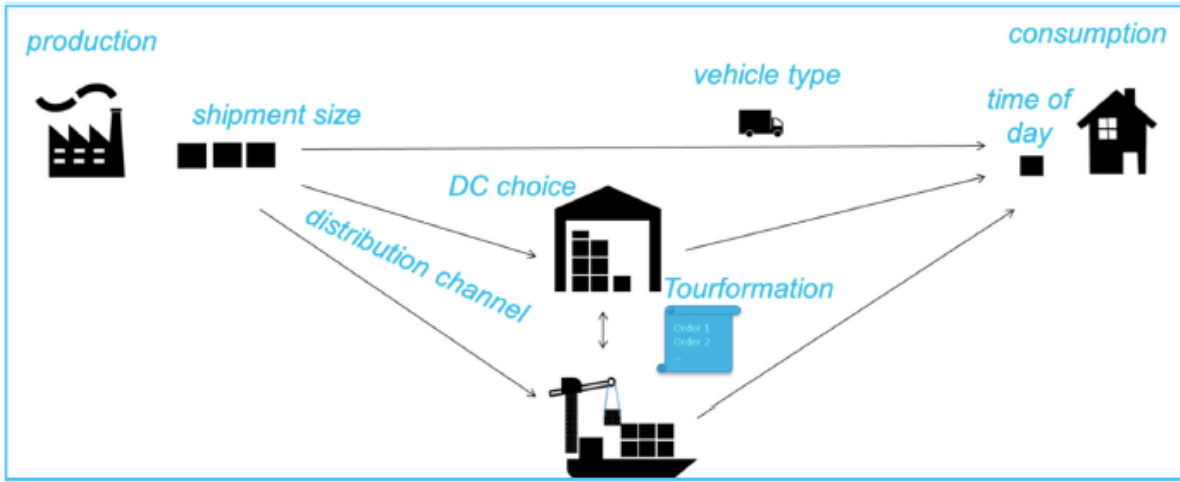 production
consumption
vehicle type
time of
day
shipment size
DC choice
distribution channel
Tourformation
Order 1
Order 2
...